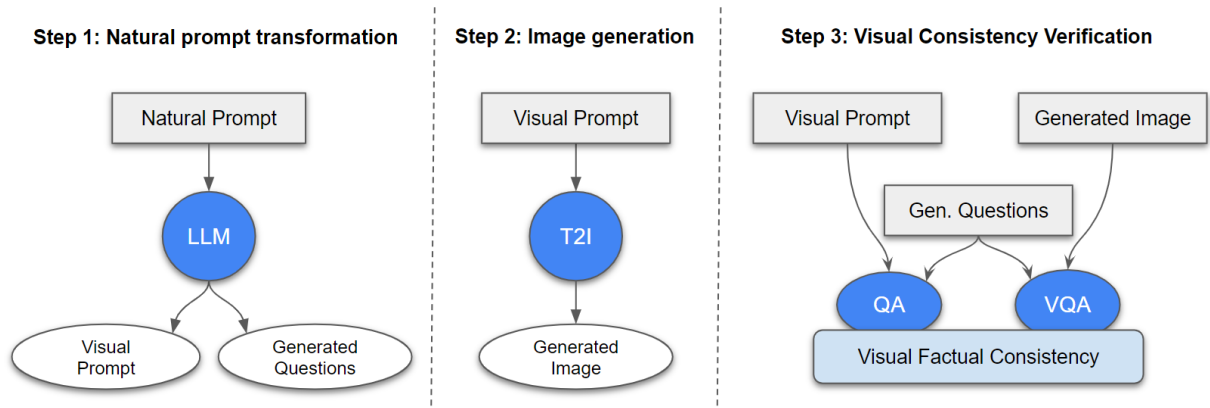 Step 1: Natural prompt transformation
Natural Prompt
LLM
Visual
Prompt
Generated
Questions
Step 2: Image generation
Visual Prompt
T2I
Generated
Image
Step 3: Visual Consistency Verification
Visual Prompt
Generated Image
Gen. Questions
QA
VQA
Visual Factual Consistency